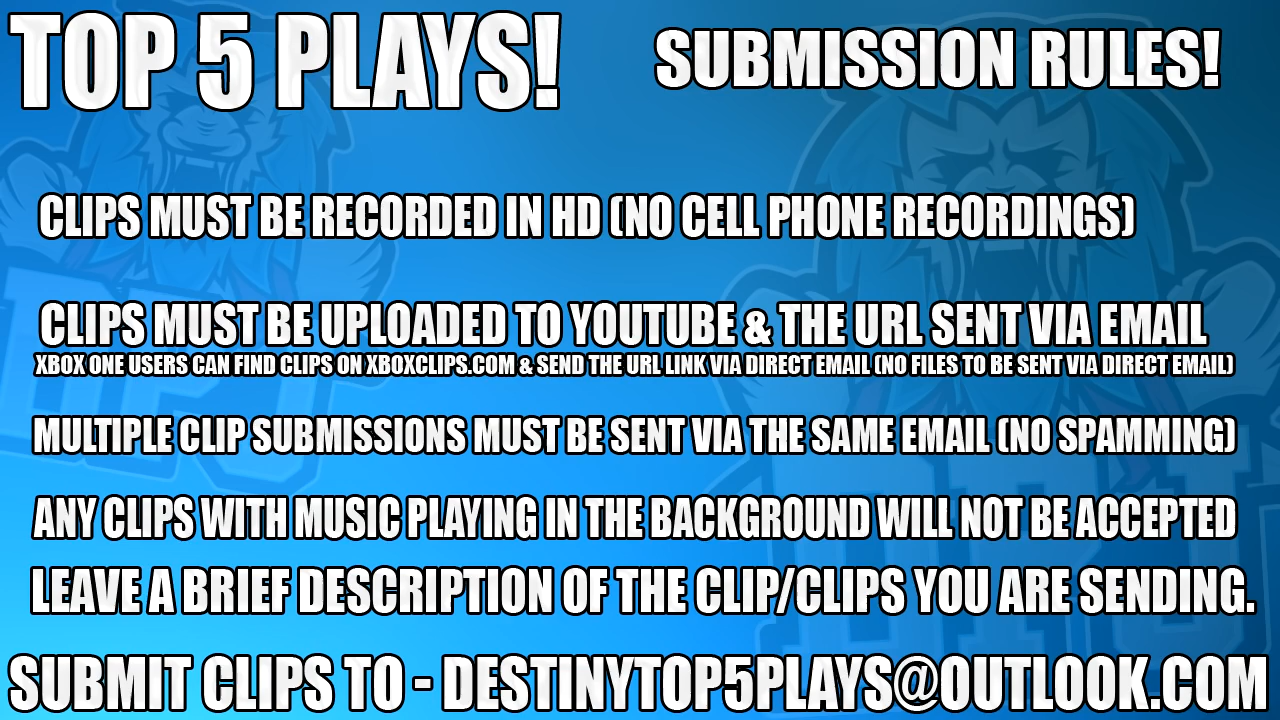 TOP 5 PLAYS!
SUBMISSION RULES!
CLIPS MUST BE RECORDED IN HD (NO CELL PHONE RECORDINGS)
CLIPS MUST BE UPLOADED TO YOUTUBE & THE URL SENT VIA EMAIL
XBOX ONE USERS CAN FIND CLIPS ON XBOXCLIPS.COM & SEND THE URL LINK VIA DIRECT EMAIL (NO FILES TO BE SENT VIA DIRECT EMAIL)
MULTIPLE CLIP SUBMISSIONS MUST BE SENT VIA THE SAME EMAIL (NO SPAMMING)
ANY CLIPS WITH MUSIC PLAYING IN THE BACKGROUND WILL NOT BE ACCEPTED
LEAVE A BRIEF DESCRIPTION OF THE CLIP/CLIPS YOU ARE SENDING.
SUBMIT CLIPS TO - DESTINYTOP5PLAYS@OUTLOOK.COM